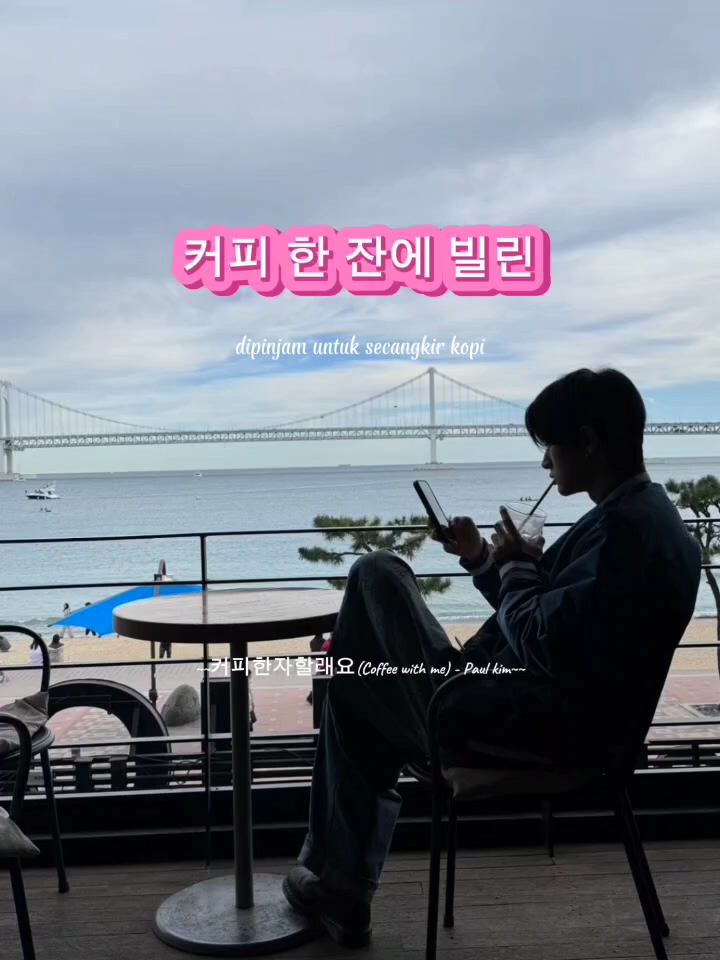 커피 한 잔에 빌린
dipinjam untuk secangkir kopi
~~커피한자할래요(Coffee with me) - Paul kim~~